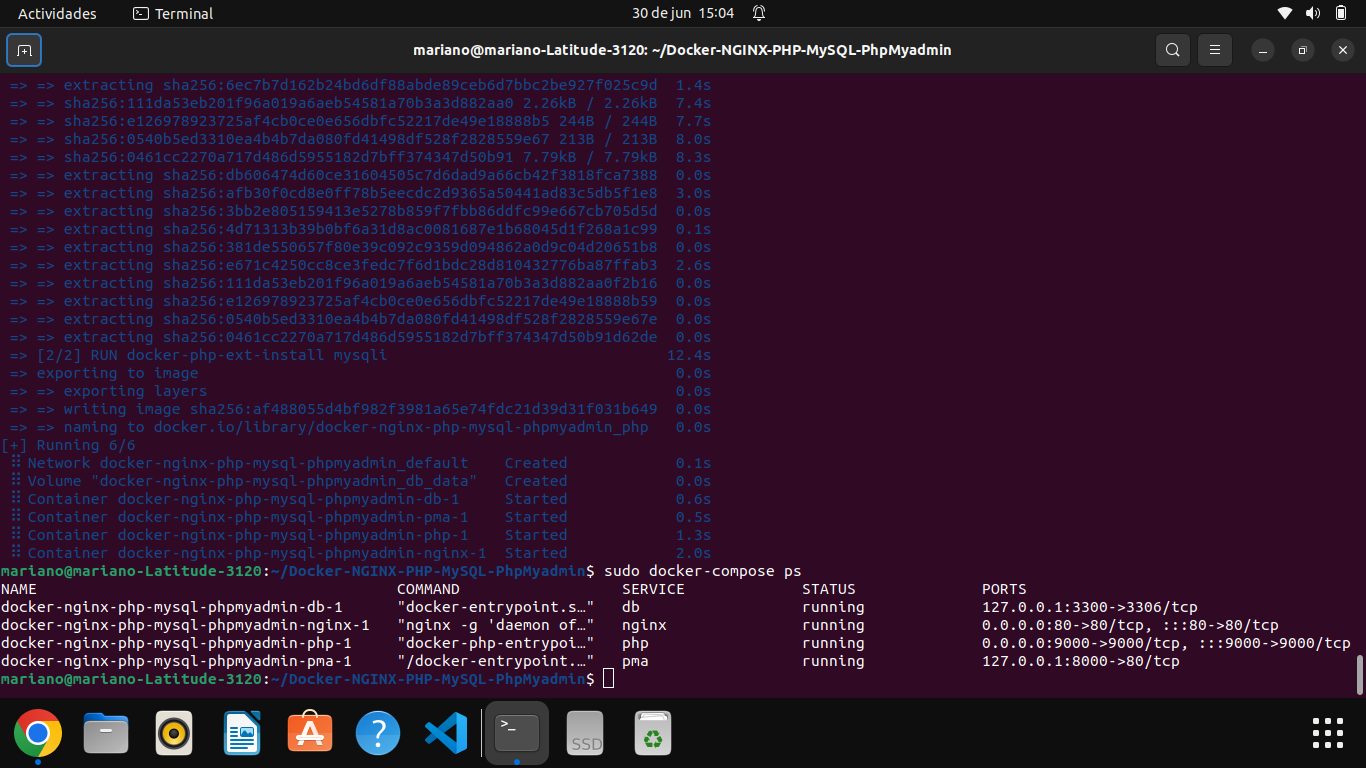 Actividades Terminal 30 de jun 15:04
mariano@mariano-Latitude-3120: ~/Docker-NGINX-PHP-MySQL-PhpMyadmin
=> => extracting sha256:6ec7b7d162b24bd6df88abde89ceb6d7bbc2be927f025c9d 1.4s
=> => sha256:111da53eb201f96a019a6aeb54581a70b3a3d882aa0 2.26kB / 2.26kB 7.4s
=> => sha256:e126978923725af4cb0ce0e656dbfc52217de49e18888b5 244B / 244B 7.7s
=> => sha256:0540b5ed3310ea4b4b7da080fd41498df528f2828559e67 213B / 213B 8.0s
=> => sha256:0461cc2270a717d486d5955182d7bff374347d50b91 7.79kB / 7.79kB 8.3s
=> => extracting sha256:db606474d60ce31604505c7d6dad9a66cb42f3818fca7388 0.0s
=> => extracting sha256:afb30f0cd8e0ff78b5eecdc2d9365a50441ad83c5db5f1e8 3.0s
=> => extracting sha256:3bb2e805159413e5278b859f7fbb86ddfc99e667cb705d5d 0.0s
=> => extracting sha256:4d71313b39b0bf6a31d8ac0081687e1b68045d1f268a1c99 0.1s
=> => extracting sha256:381de550657f80e39c092c9359d094862a0d9c04d20651b8 0.0s
=> => extracting sha256:e671c4250cc8ce3fedc7f6d1bdc28d810432776ba87ffab3 2.6s
=> => extracting sha256:111da53eb201f96a019a6aeb54581a70b3a3d882aa0f2b16 0.0s
=> => extracting sha256:e126978923725af4cb0ce0e656dbfc52217de49e18888b59 0.0s
=> => extracting sha256:0540b5ed3310ea4b4b7da080fd41498df528f2828559e67e 0.0s
=> => extracting sha256:0461cc2270a717d486d5955182d7bff374347d50b91d62de 0.0s
=> [2/2] RUN docker-php-ext-install mysqli 12.4s
=> exporting to image 0.0s
=> => exporting layers 0.0s
=> => writing image sha256:af488055d4bf982f3981a65e74fdc21d39d31f031b649 0.0s
=> => naming to docker.io/library/docker-nginx-php-mysql-phpmyadmin_php 0.0s
[+] Running 6/6
⠿ Network docker-nginx-php-mysql-phpmyadmin_default Created 0.1s
⠿ Volume "docker-nginx-php-mysql-phpmyadmin_db_data" Created 0.0s
⠿ Container docker-nginx-php-mysql-phpmyadmin-db-1 Started 0.6s
⠿ Container docker-nginx-php-mysql-phpmyadmin-pma-1 Started 0.5s
⠿ Container docker-nginx-php-mysql-phpmyadmin-php-1 Started 1.3s
⠿ Container docker-nginx-php-mysql-phpmyadmin-nginx-1 Started 2.0s
mariano@mariano-Latitude-3120:~/Docker-NGINX-PHP-MySQL-PhpMyadmin$ sudo docker-compose ps
NAME COMMAND SERVICE STATUS PORTS
docker-nginx-php-mysql-phpmyadmin-db-1 "docker-entrypoint.s…" db running 127.0.0.1:3300->3306/tcp
docker-nginx-php-mysql-phpmyadmin-nginx-1 "nginx -g 'daemon of…" nginx running 0.0.0.0:80->80/tcp, :::80->80/tcp
docker-nginx-php-mysql-phpmyadmin-php-1 "docker-php-entrypoi…" php running 0.0.0.0:9000->9000/tcp, :::9000->9000/tcp
docker-nginx-php-mysql-phpmyadmin-pma-1 "/docker-entrypoint.…" pma running 127.0.0.1:8000->80/tcp
mariano@mariano-Latitude-3120:~/Docker-NGINX-PHP-MySQL-PhpMyadmin$
SSD